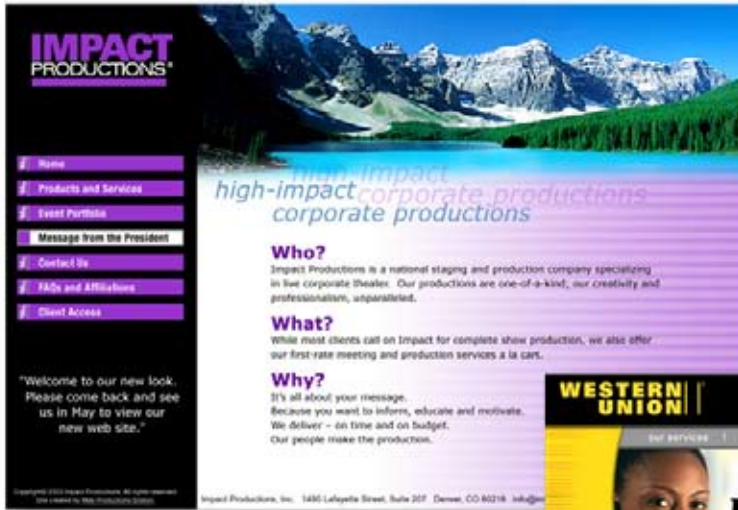 IMPACT
PRODUCTIONS
Home
Products and Services
Event Portfolio
Message from the President
Contact Us
FAQs and Affiliations
Client Access
"Welcome to our new look.
Please come back and see
us in May to view our
new web site."
high-impact
corporate productions
high-impact
corporate productions
Who?
Impact Productions is a national staging and production company specializing
in live corporate theater. Our productions are one-of-a-kind; our creativity and
professionalism, unparalleled.
What?
While most clients call on Impact for complete show production, we also offer
our first-rate meeting and production services a la cart.
Why?
It's all about your message.
Because you want to inform, educate and motivate.
We deliver – on time and on budget.
Our people make the production.
Impact Productions, Inc. 1490 Lafayette Street, Suite 207 Denver, CO 80218
WESTERN
UNION
our services